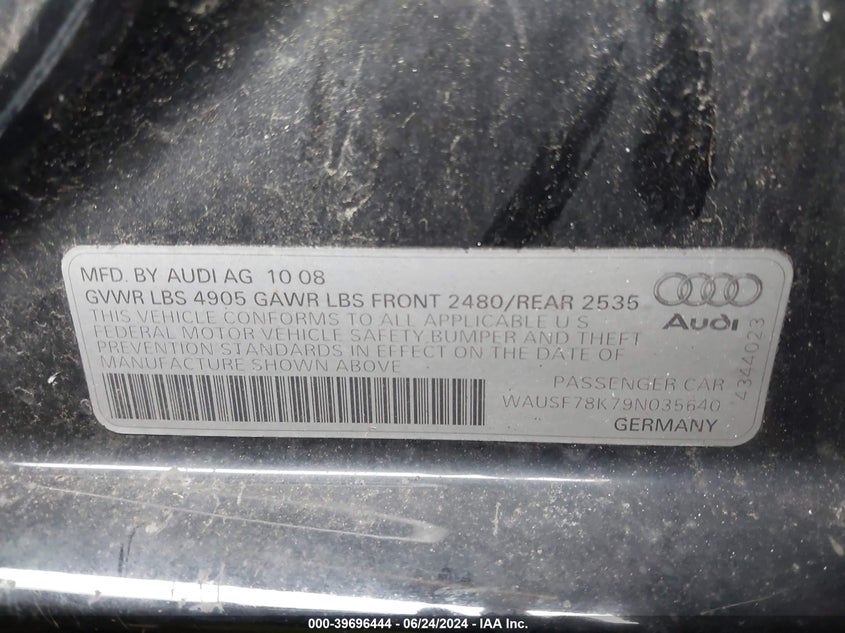 MFD. BY AUDI AG 10 08
GVWR LBS 4905 GAWR LBS FRONT 2480/REAR 2535
THIS VEHICLE CONFORMS TO ALL APPLICABLE U S
FEDERAL MOTOR VEHICLE SAFETY,BUMPER AND THEFT
PREVENTION STANDARDS IN EFFECT ON THE DATE OF
MANUFACTURE SHOWN ABOVE
Audi
4344023
PASSENGER CAR
WAUSF78K79N035640
GERMANY
000-39696444 - 06/24/2024 - IAA, Inc.